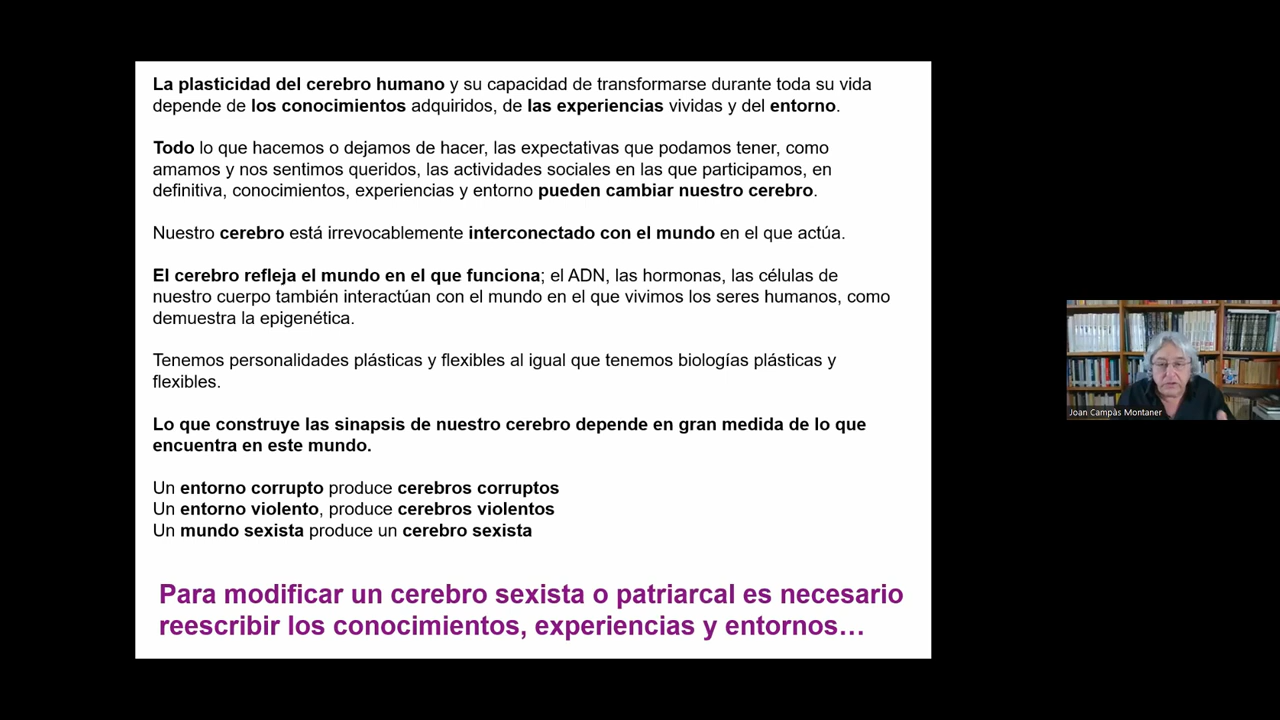 La plasticidad del cerebro humano y su capacidad de transformarse durante toda su vida
depende de los conocimientos adquiridos, de las experiencias vividas y del entorno.
Todo lo que hacemos o dejamos de hacer, las expectativas que podamos tener, como
amamos y nos sentimos queridos, las actividades sociales en las que participamos, en
definitiva, conocimientos, experiencias y entorno pueden cambiar nuestro cerebro.
Nuestro cerebro está irrevocablemente interconectado con el mundo en el que actúa.
El cerebro refleja el mundo en el que funciona; el ADN, las hormonas, las células de
nuestro cuerpo también interactúan con el mundo en el que vivimos los seres humanos, como
demuestra la epigenética.
Tenemos personalidades plásticas y flexibles al igual que tenemos biologías plásticas y
flexibles.
Lo que construye las sinapsis de nuestro cerebro depende en gran medida de lo que
encuentra en este mundo.
Un entorno corrupto produce cerebros corruptos
Un entorno violento, produce cerebros violentos
Un mundo sexista produce un cerebro sexista
Para modificar un cerebro sexista o patriarcal es necesario
reescribir los conocimientos, experiencias y entornos…
Joan Campàs Montaner